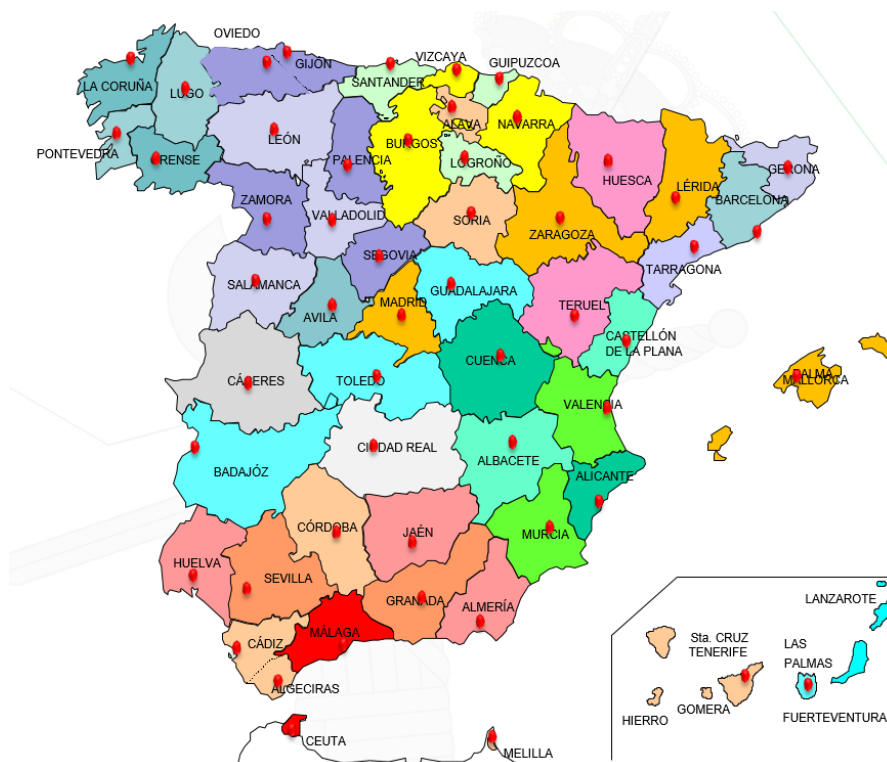 OVIEDO
VIZCAYA
GIJÓN
GUIPUZCOA
LA CORUÑA
LUGO
SANTANDER
ALAVA
NAVARRA
LEÓN
BURGOS
PONTEVEDRA
ORENSE
PALENCIA
LOGROÑO
HUESCA
LÉRIDA
GERONA
ZAMORA
VALLADOLID
SORIA
ZARAGOZA
BARCELONA
SEGOVIA
TARRAGONA
SALAMANCA
GUADALAJARA
AVILA
MADRID
TERUEL
CASTELLÓN
DE LA PLANA
CUENCA
CÁCERES
TOLEDO
PALMA
MALLORCA
VALENCIA
CIUDAD REAL
BADAJÓZ
ALBACETE
ALICANTE
CÓRDOBA
JAÉN
MURCIA
HUELVA
SEVILLA
GRANADA
ALMERÍA
MÁLAGA
CÁDIZ
ALGECIRAS
CEUTA
MELILLA
LANZAROTE
Sta. CRUZ
TENERIFE
LAS
PALMAS
HIERRO
GOMERA
FUERTEVENTURA